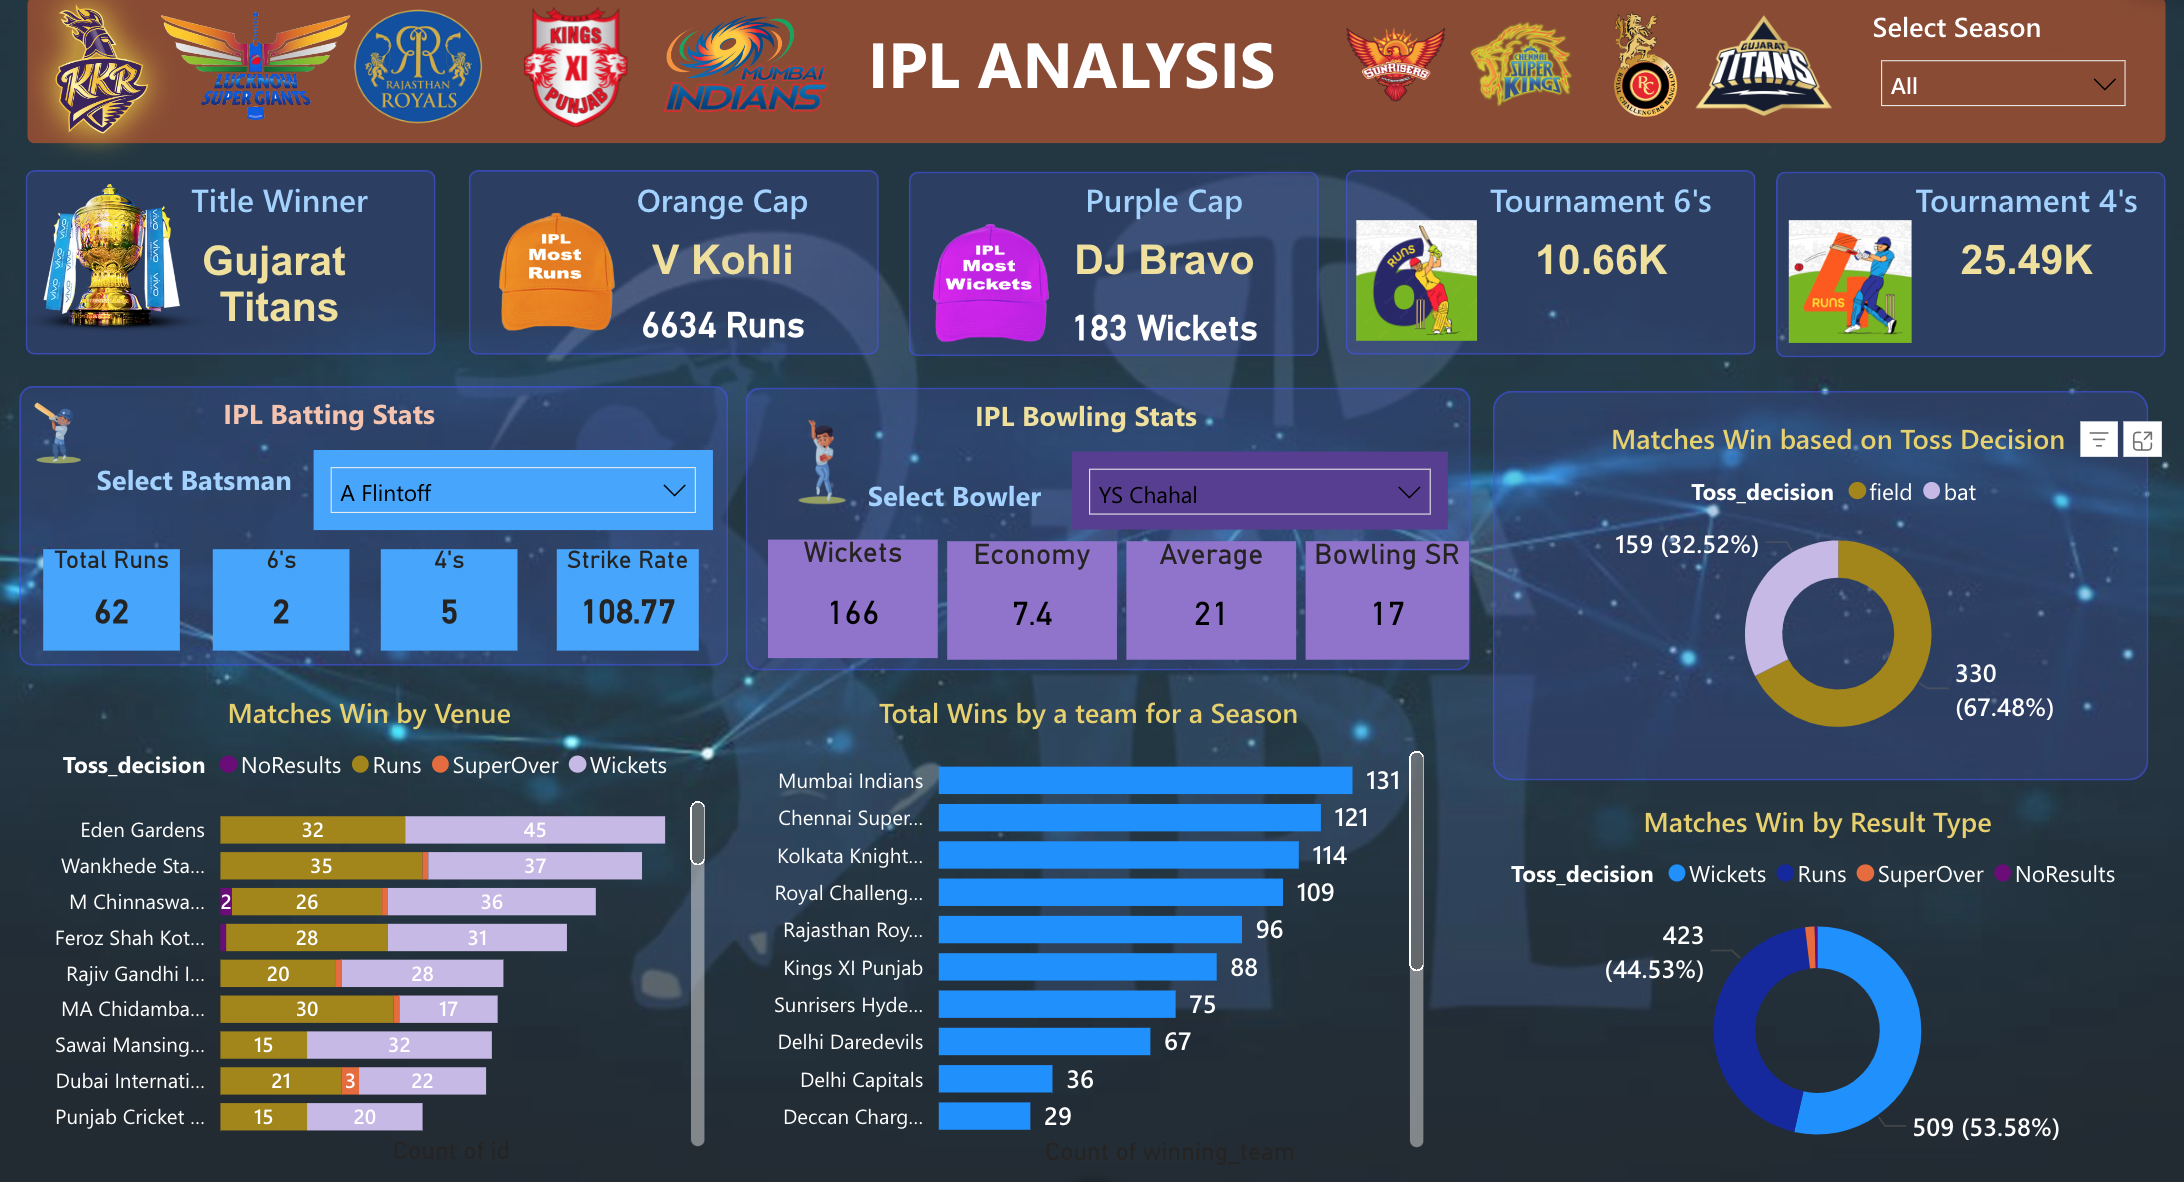 KKR
LUCKNOW
SUPER GIANTS
RR
RAJASTHAN
ROYALS
KINGS
XI
PUNJAB
MUMBAI
INDIANS
IPL ANALYSIS
SUNRISERS
CHENNAI
SUPER
KINGS
RC
GUJARAT
TITANS
Select Season
All
Title Winner
Gujarat
Titans
Orange Cap
IPL
Most
Runs
V Kohli
6634 Runs
Purple Cap
IPL
Most
Wickets
DJ Bravo
183 Wickets
Tournament 6's
6
RUNS
10.66K
Tournament 4's
4
RUNS
25.49K
IPL Batting Stats
Select Batsman
A Flintoff
Total Runs
62
6's
2
4's
5
Strike Rate
108.77
IPL Bowling Stats
Select Bowler
YS Chahal
Wickets
166
Economy
7.4
Average
21
Bowling SR
17
Matches Win based on Toss Decision
Toss_decision field bat
159 (32.52%)
330
(67.48%)
Matches Win by Venue
Toss_decision NoResults Runs SuperOver Wickets
Eden Gardens 32 45
Wankhede Sta... 35 37
M Chinnaswa... 2 26 36
Feroz Shah Kot... 28 31
Rajiv Gandhi I... 20 28
MA Chidamba... 30 17
Sawai Mansing... 15 32
Dubai Internati... 21 3 22
Punjab Cricket ... 15 20
Count of id
Total Wins by a team for a Season
Mumbai Indians 131
Chennai Super... 121
Kolkata Knight... 114
Royal Challeng... 109
Rajasthan Roy... 96
Kings XI Punjab 88
Sunrisers Hyde... 75
Delhi Daredevils 67
Delhi Capitals 36
Deccan Charg... 29
Count of winning_team
Matches Win by Result Type
Toss_decision Wickets Runs SuperOver NoResults
423
(44.53%)
509 (53.58%)
IPL